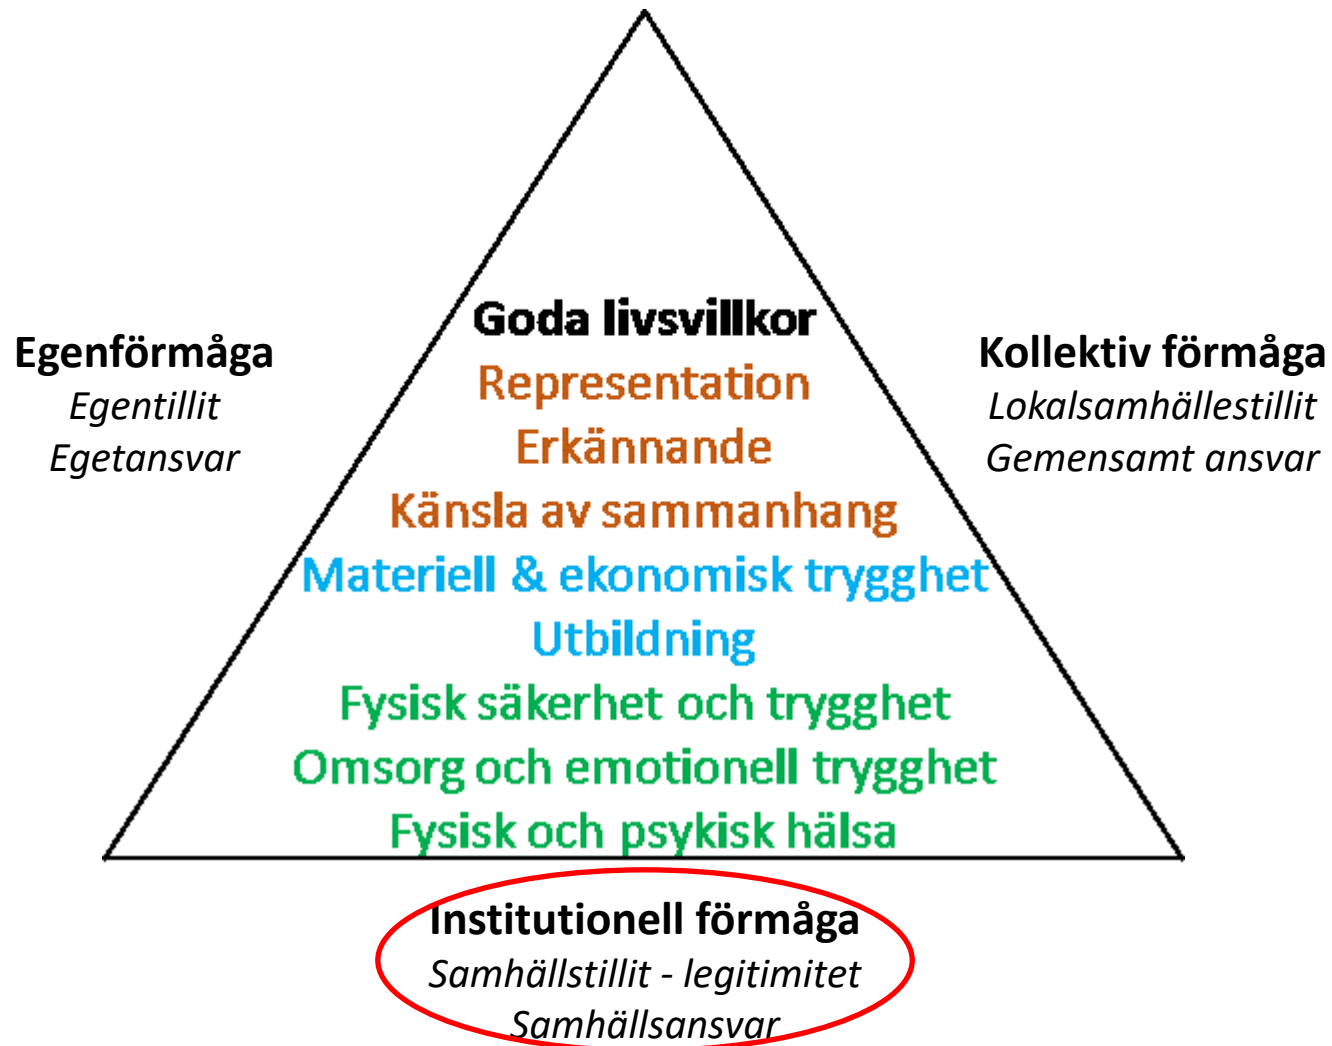 Goda livsvillkor
Representation
Erkännande
Känsla av sammanhang
Materiell & ekonomisk trygghet
Utbildning
Fysisk säkerhet och trygghet
Omsorg och emotionell trygghet
Fysisk och psykisk hälsa
Egenförmåga
Egentillit
Egetansvar
Kollektiv förmåga
Lokalsamhällestillit
Gemensamt ansvar
Institutionell förmåga
Samhällstillit - legitimitet
Samhällsansvar